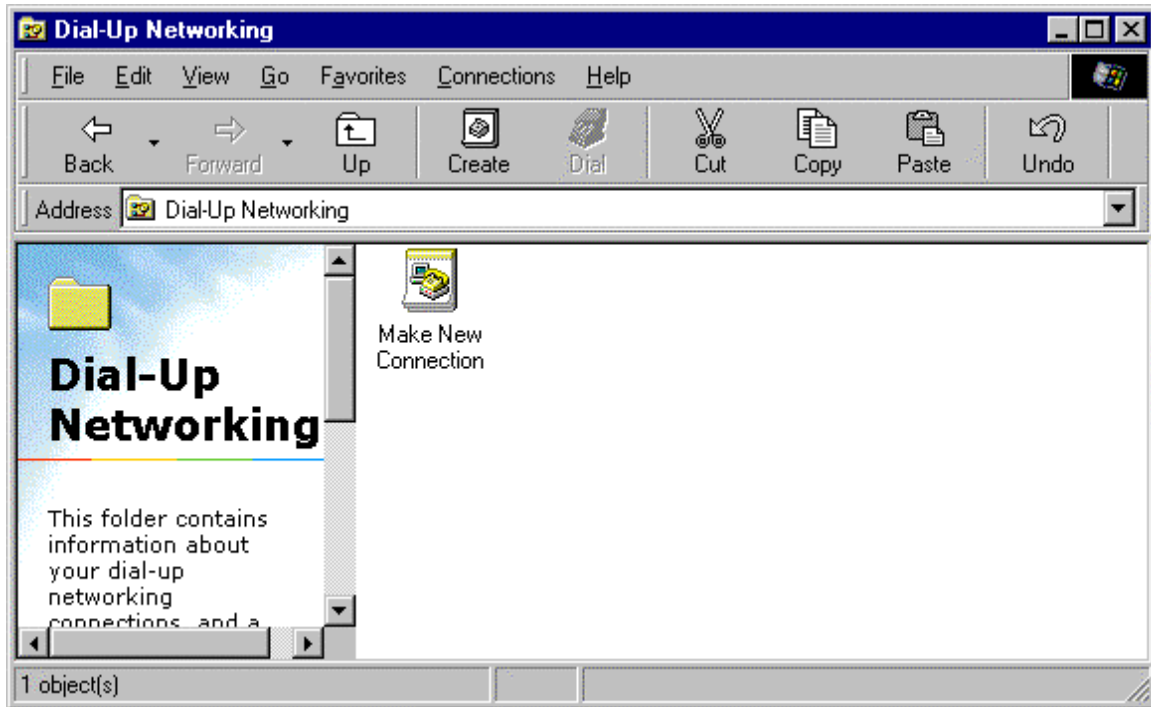 Dial-Up Networking
File Edit View Go Favorites Connections Help
Back Forward Up Create Dial Cut Copy Paste Undo
Address Dial-Up Networking
Dial-Up
Networking
This folder contains
information about
your dial-up
networking
connections, and a
Make New
Connection
1 object(s)